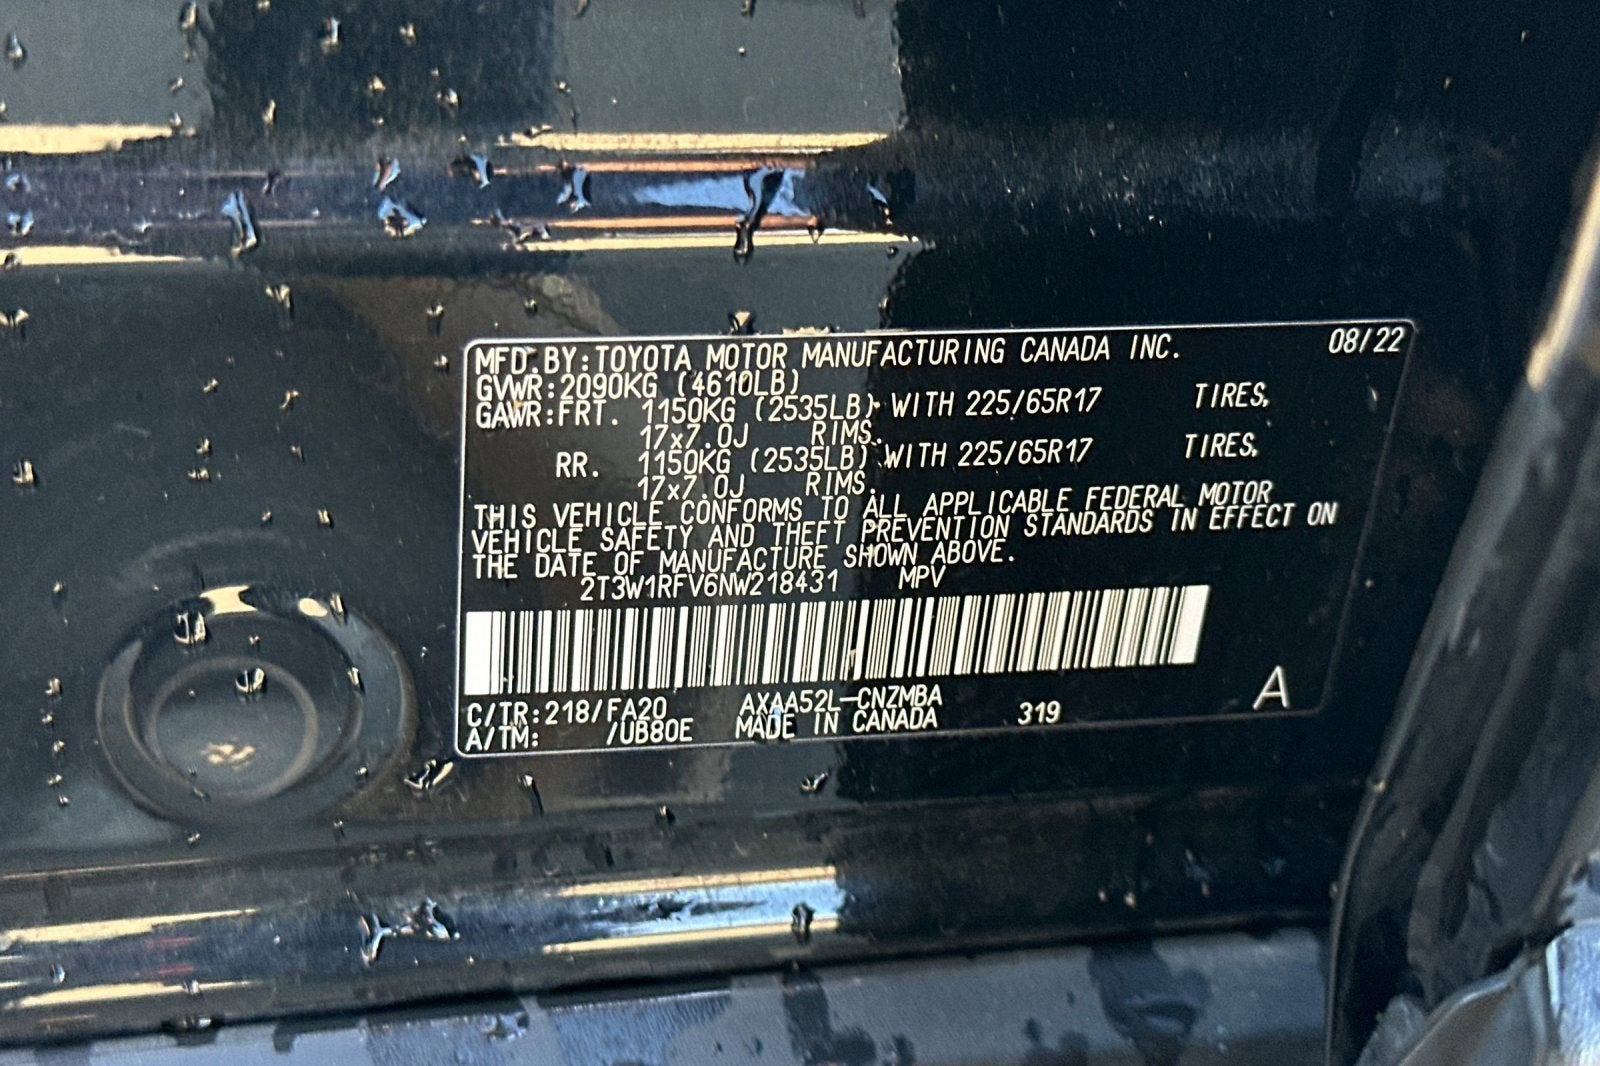 MFD.BY:TOYOTA MOTOR MANUFACTURING CANADA INC. 08/22
GVWR:2090KG (4610LB)
GAWR:FRT. 1150KG (2535LB) WITH 225/65R17 TIRES,
17x7.0J RIMS.
RR. 1150KG (2535LB) WITH 225/65R17 TIRES,
17x7.0J RIMS.
THIS VEHICLE CONFORMS TO ALL APPLICABLE FEDERAL MOTOR
VEHICLE SAFETY AND THEFT PREVENTION STANDARDS IN EFFECT ON
THE DATE OF MANUFACTURE SHOWN ABOVE.
2T3W1RFV6NW218431 MPV
C/TR:218/FA20 AXAA52L-CNZMBA
A/TM: /UB80E MADE IN CANADA 319 A